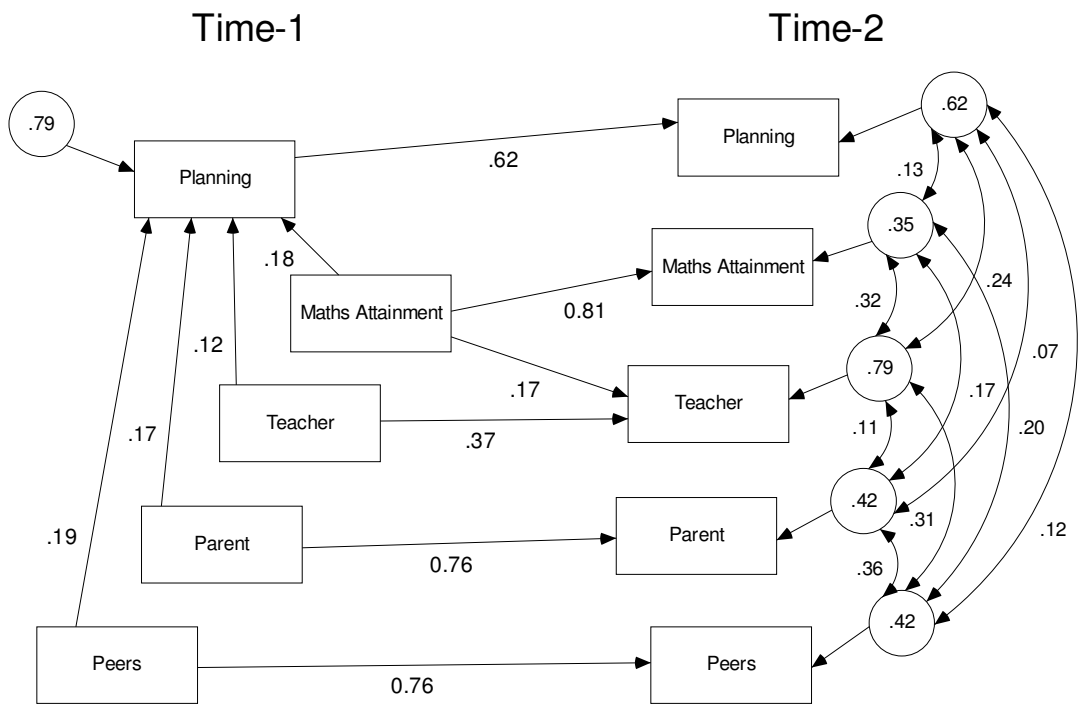 Time-1
Time-2
.79
.62
Planning
Planning
.62
.13
.35
.18
Maths Attainment
Maths Attainment
.24
0.81
.32
.12
.07
.79
.17
.17
Teacher
Teacher
.37
.11
.20
.17
.42
.31
Parent
Parent
.19
.12
0.76
.36
.42
Peers
Peers
0.76